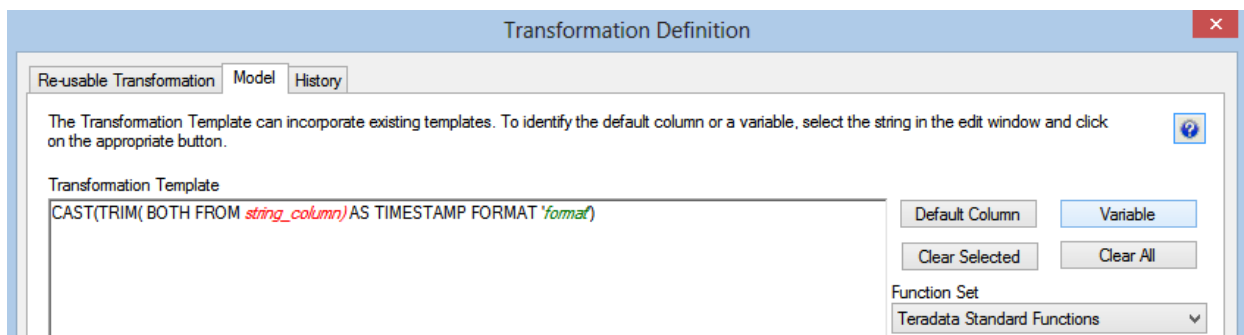 Transformation Definition
Re-usable Transformation Model History
The Transformation Template can incorporate existing templates. To identify the default column or a variable, select the string in the edit window and click
on the appropriate button.
Transformation Template
CAST(TRIM( BOTH FROM string_column) AS TIMESTAMP FORMAT 'format')
Default Column Variable
Clear Selected Clear All
Function Set
Teradata Standard Functions